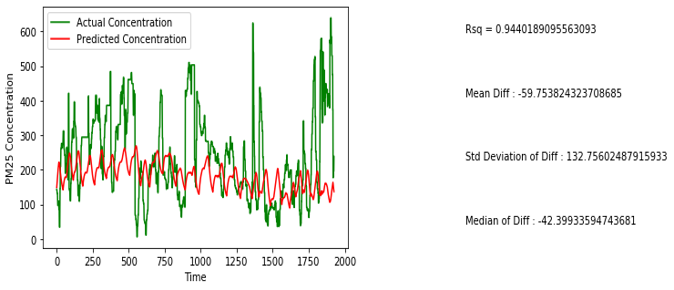 Actual Concentration
Predicted Concentration
PM25 Concentration
600
500
400
300
200
100
0
0 250 500 750 1000 1250 1500 1750 2000
Time
Rsq = 0.9440189095563093
Mean Diff : -59.753824323708685
Std Deviation of Diff : 132.75602487915933
Median of Diff : -42.39933594743681